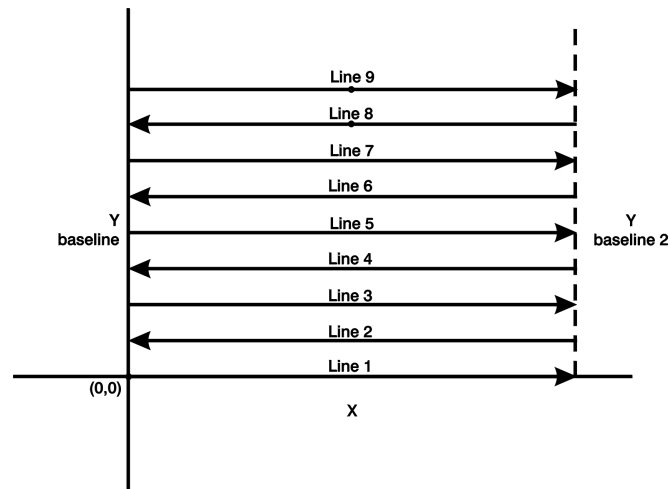 Line 9
Line 8
Line 7
Line 6
Y
baseline
Line 5
Y
baseline 2
Line 4
Line 3
Line 2
Line 1
(0,0)
X